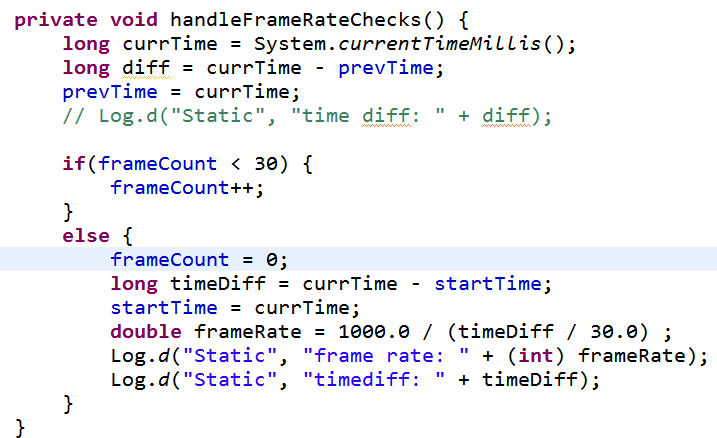 private void handleFrameRateChecks() {
    long currTime = System.currentTimeMillis();
    long diff = currTime - prevTime;
    prevTime = currTime;
    // Log.d("Static", "time diff: " + diff);

    if(frameCount < 30) {
        frameCount++;
    }
    else {
        frameCount = 0;
        long timeDiff = currTime - startTime;
        startTime = currTime;
        double frameRate = 1000.0 / (timeDiff / 30.0) ;
        Log.d("Static", "frame rate: " + (int) frameRate);
        Log.d("Static", "timediff: " + timeDiff);
    }
}